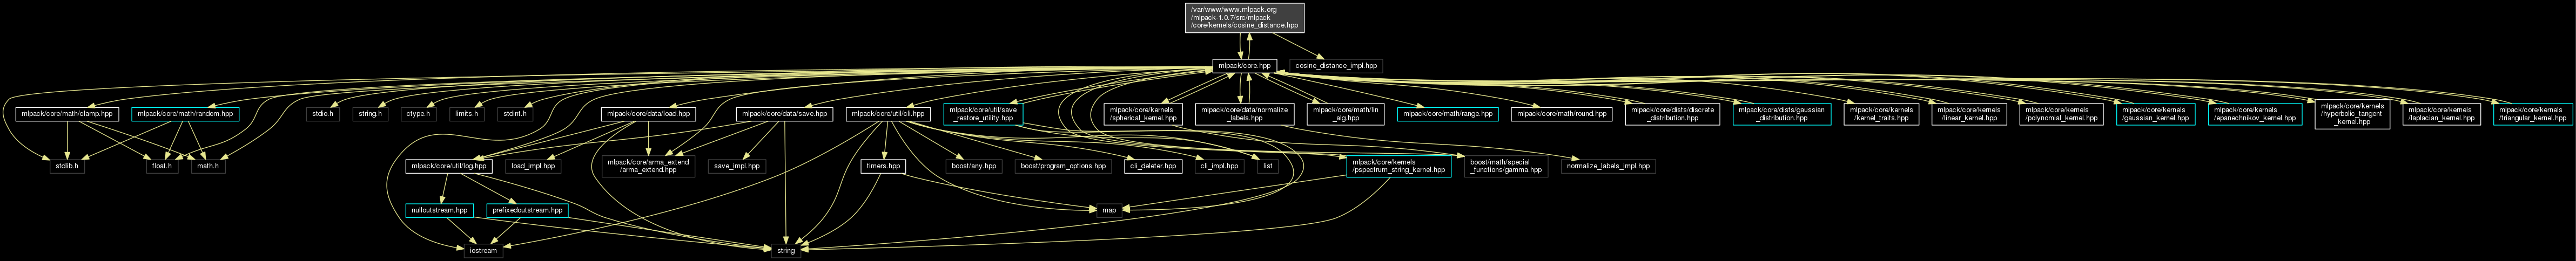 /var/www/www.mlpack.org
/mlpack-1.0.7/src/mlpack
/core/kernels/cosine_distance.hpp
mlpack/core.hpp
cosine_distance_impl.hpp
mlpack/core/math/clamp.hpp
mlpack/core/math/random.hpp
stdio.h
string.h
ctype.h
limits.h
stdint.h
mlpack/core/data/load.hpp
mlpack/core/data/save.hpp
mlpack/core/util/cli.hpp
mlpack/core/util/save
_restore_utility.hpp
mlpack/core/kernels
/spherical_kernel.hpp
mlpack/core/data/normalize
_labels.hpp
mlpack/core/math/lin
_alg.hpp
mlpack/core/math/range.hpp
mlpack/core/math/round.hpp
mlpack/core/dists/discrete
_distribution.hpp
mlpack/core/dists/gaussian
_distribution.hpp
mlpack/core/kernels
/kernel_traits.hpp
mlpack/core/kernels
/linear_kernel.hpp
mlpack/core/kernels
/polynomial_kernel.hpp
mlpack/core/kernels
/gaussian_kernel.hpp
mlpack/core/kernels
/epanechnikov_kernel.hpp
mlpack/core/kernels
/hyperbolic_tangent
_kernel.hpp
mlpack/core/kernels
/laplacian_kernel.hpp
mlpack/core/kernels
/triangular_kernel.hpp
stdlib.h
float.h
math.h
mlpack/core/util/log.hpp
load_impl.hpp
mlpack/core/arma_extend
/arma_extend.hpp
save_impl.hpp
timers.hpp
boost/any.hpp
boost/program_options.hpp
cli_deleter.hpp
cli_impl.hpp
list
mlpack/core/kernels
/pspectrum_string_kernel.hpp
boost/math/special
_functions/gamma.hpp
normalize_labels_impl.hpp
nulloutstream.hpp
prefixedoutstream.hpp
map
iostream
string